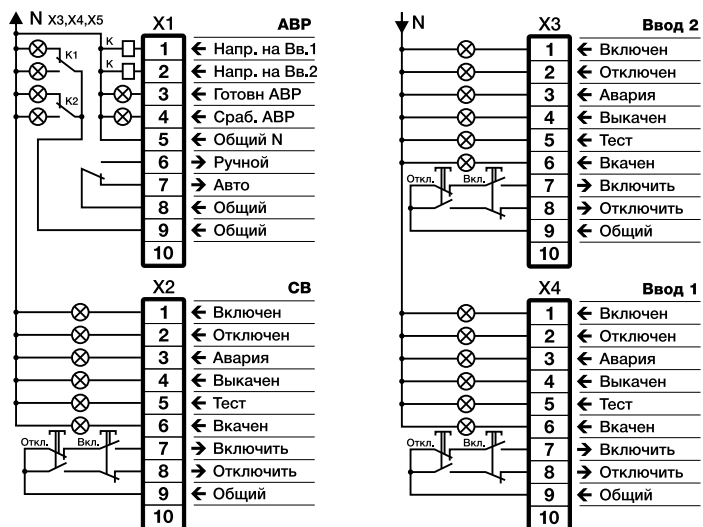 N X3,X4,X5
X1 АВР
К1
К2
К 1 ← Напр. на Вв.1
К 2 ← Напр. на Вв.2
3 ← Готовн АВР
4 ← Сраб. АВР
5 ← Общий N
6 → Ручной
7 → Авто
8 ← Общий
9 ← Общий
10
X2 СВ
1 ← Включен
2 ← Отключен
3 ← Авария
4 ← Выкачен
5 ← Тест
6 ← Вкачен
Откл. Вкл. 7 → Включить
8 → Отключить
9 ← Общий
10
N
X3 Ввод 2
1 ← Включен
2 ← Отключен
3 ← Авария
4 ← Выкачен
5 ← Тест
6 ← Вкачен
Откл. Вкл. 7 → Включить
8 → Отключить
9 ← Общий
10
X4 Ввод 1
1 ← Включен
2 ← Отключен
3 ← Авария
4 ← Выкачен
5 ← Тест
6 ← Вкачен
Откл. Вкл. 7 → Включить
8 → Отключить
9 ← Общий
10